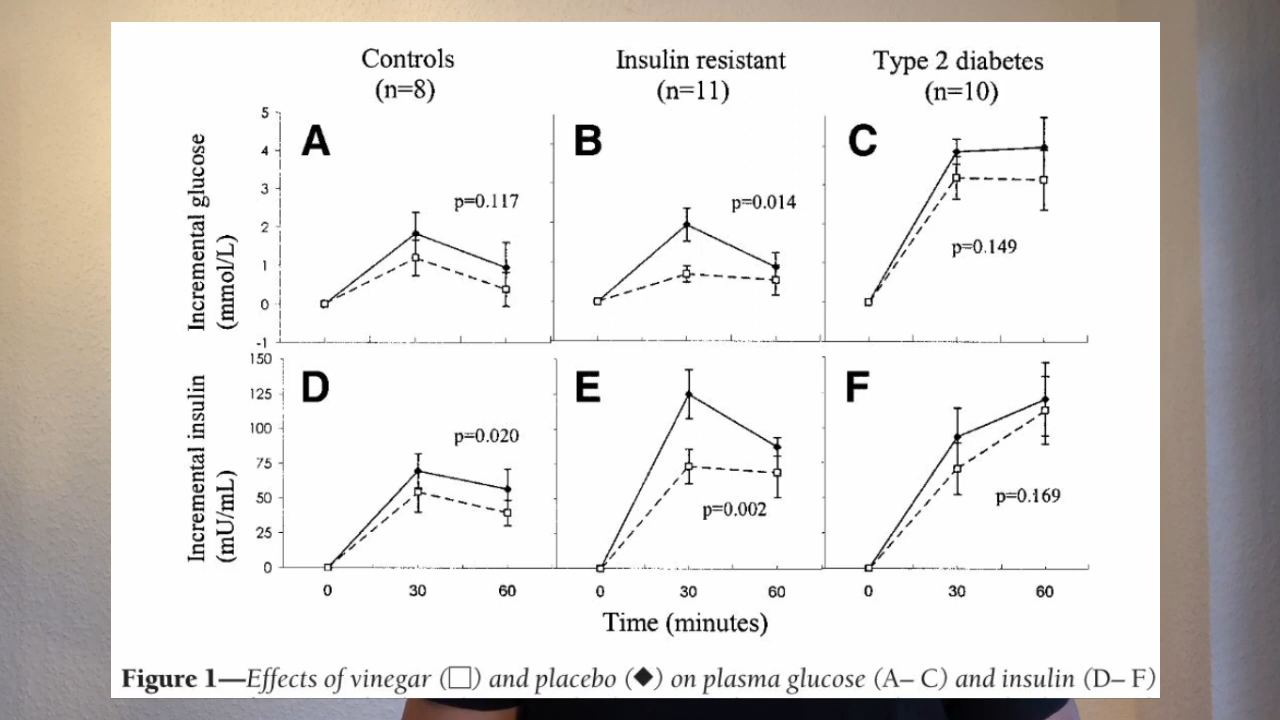 Controls
(n=8)
Insulin resistant
(n=11)
Type 2 diabetes
(n=10)
Incremental glucose
(mmol/L)
5
4
3
2
1
0
-1
A
p=0.117
B
p=0.014
C
p=0.149
Incremental insulin
(mU/mL)
150
125
100
75
50
25
0
D
p=0.020
E
p=0.002
F
p=0.169
0 30 60
0 30 60
0 30 60
Time (minutes)
Figure 1—Effects of vinegar (□) and placebo (◆) on plasma glucose (A– C) and insulin (D– F)